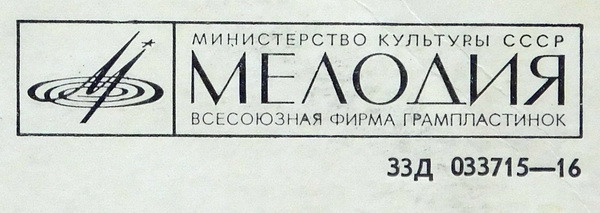 МИНИСТЕРСТВО КУЛЬТУРЫ СССР
МЕЛОДИЯ
ВСЕСОЮЗНАЯ ФИРМА ГРАМПЛАСТИНОК
33Д 033715—16